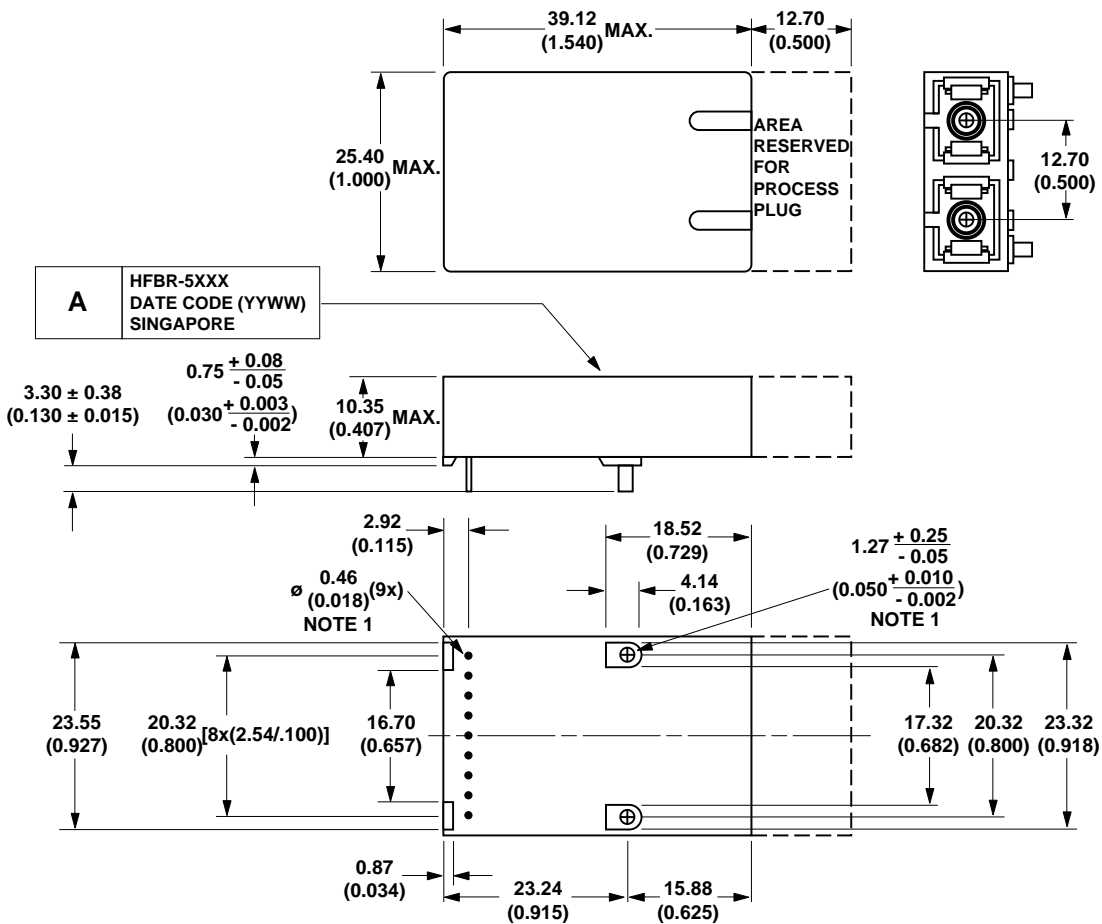 39.12
(1.540) MAX.
12.70
(0.500)
25.40
(1.000) MAX.
AREA
RESERVED
FOR
PROCESS
PLUG
12.70
(0.500)
A
HFBR-5XXX
DATE CODE (YYWW)
SINGAPORE
3.30 ± 0.38
(0.130 ± 0.015)
0.75 + 0.08
- 0.05
(0.030 + 0.003
- 0.002)
10.35
(0.407) MAX.
2.92
(0.115)
18.52
(0.729)
4.14
(0.163)
1.27 + 0.25
- 0.05
(0.050 + 0.010
- 0.002)
NOTE 1
ø 0.46
(0.018) (9x)
NOTE 1
23.55
(0.927)
20.32
(0.800) [8x(2.54/.100)]
16.70
(0.657)
17.32
(0.682)
20.32
(0.800)
23.32
(0.918)
0.87
(0.034)
23.24
(0.915)
15.88
(0.625)